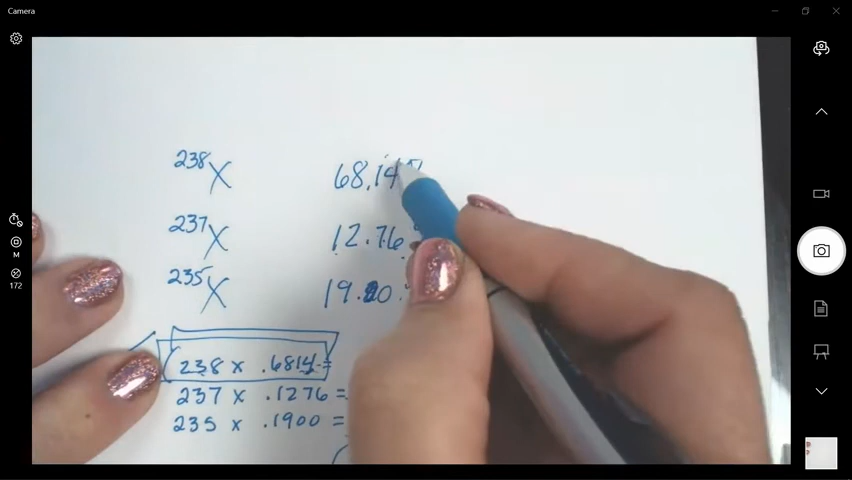 Camera
238X 68.14
237X 12.76
235X 19.
M
172
238 x .6814 =
237 x .1276 =
235 x .1900 =